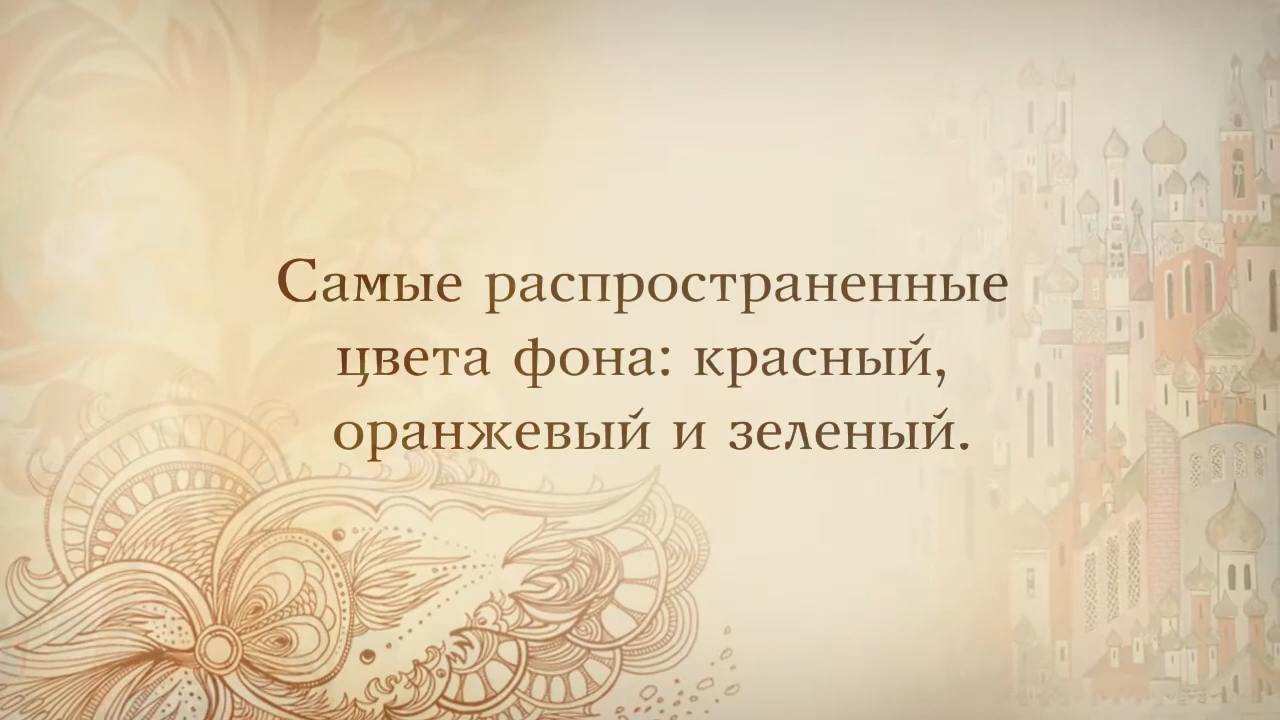 Самые распространенные
цвета фона: красный,
оранжевый и зеленый.